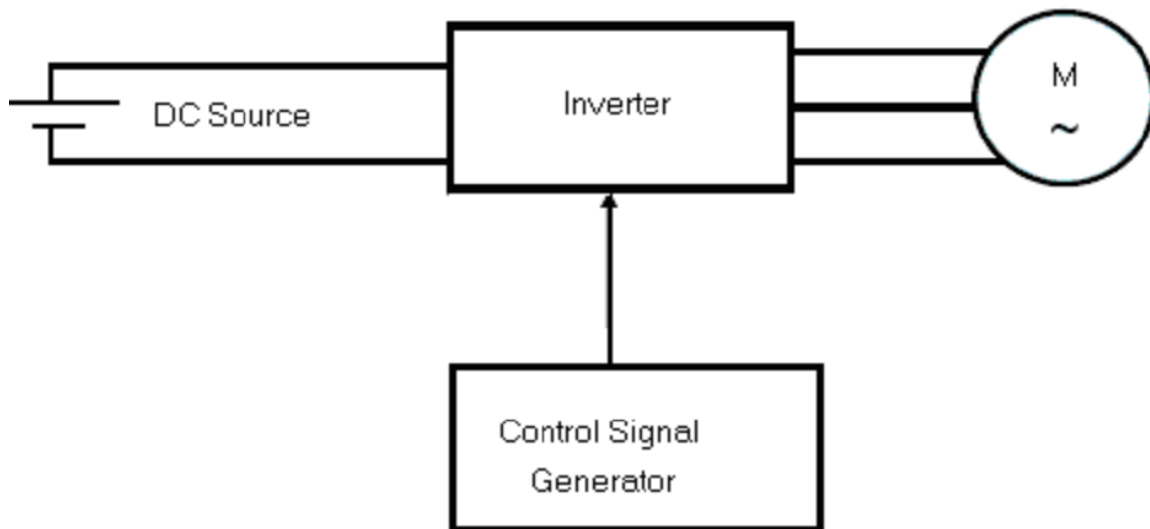 DC Source
Inverter
M
~
Control Signal
Generator